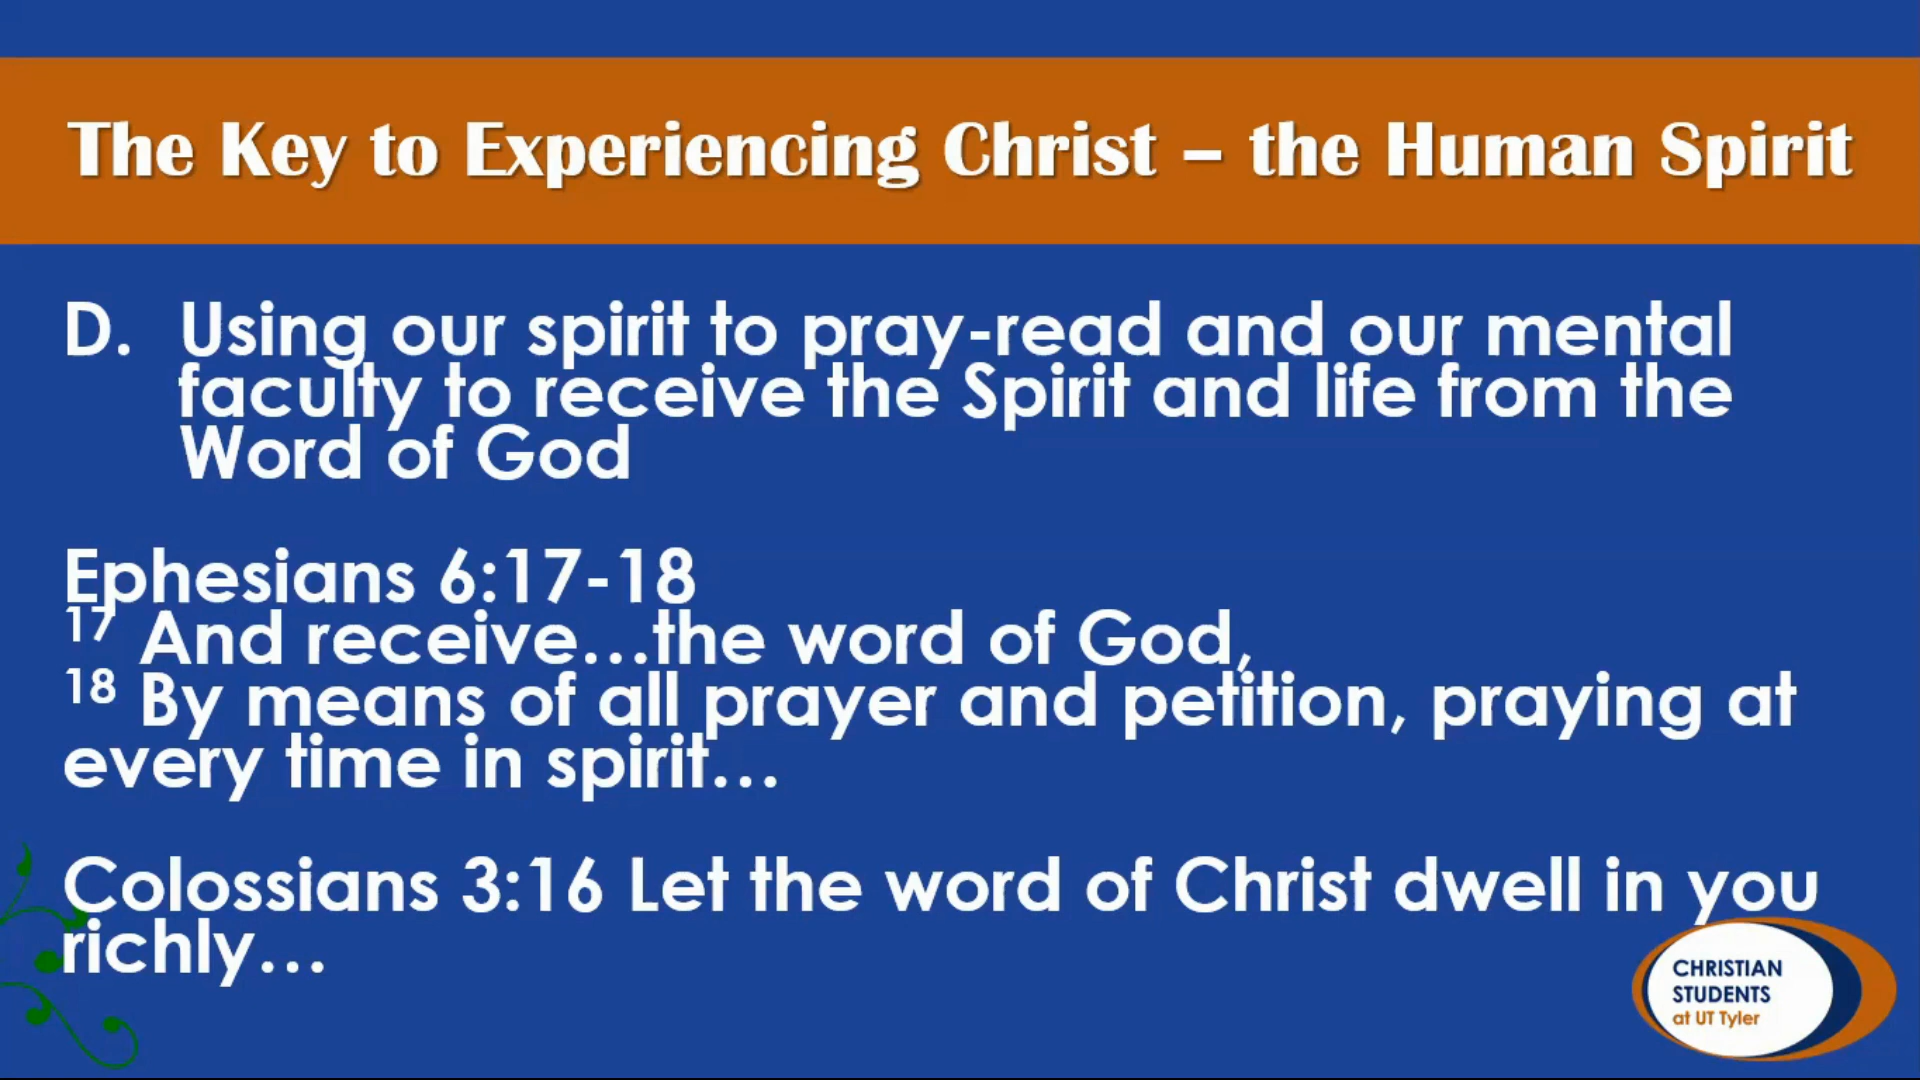 The Key to Experiencing Christ – the Human Spirit
D. Using our spirit to pray-read and our mental
faculty to receive the Spirit and life from the
Word of God
Ephesians 6:17-18
17 And receive…the word of God,
18 By means of all prayer and petition, praying at
every time in spirit…
Colossians 3:16 Let the word of Christ dwell in you
richly…
CHRISTIAN
STUDENTS
at UT Tyler